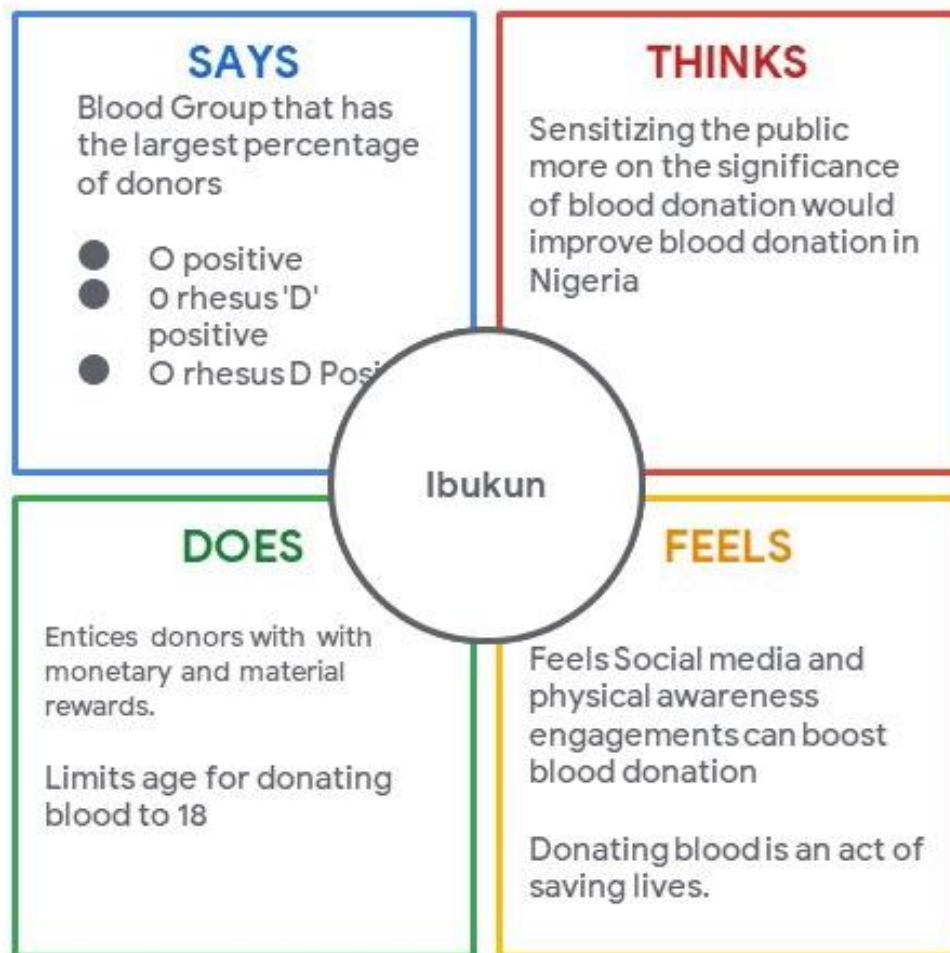 SAYS
Blood Group that has
the largest percentage
of donors
O positive
0 rhesus 'D'
positive
O rhesus D Posi
THINKS
Sensitizing the public
more on the significance
of blood donation would
improve blood donation in
Nigeria
Ibukun
DOES
Entices donors with with
monetary and material
rewards.
Limits age for donating
blood to 18
FEELS
Feels Social media and
physical awareness
engagements can boost
blood donation
Donating blood is an act of
saving lives.